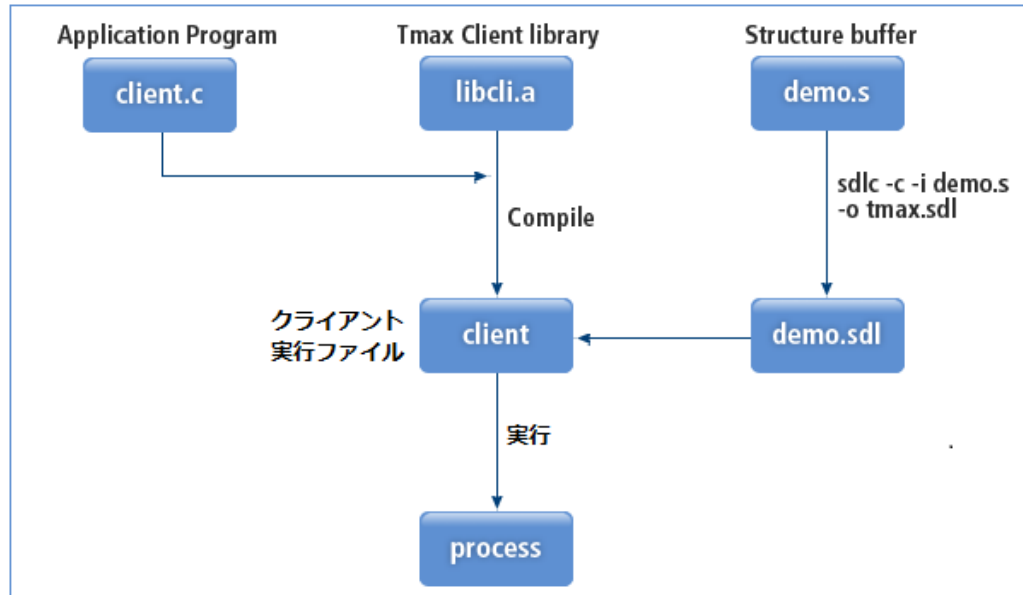 Application Program
Tmax Client library
Structure buffer
client.c
libcli.a
demo.s
sdlc -c -i demo.s
-o tmax.sdl
Compile
クライアント
実行ファイル
client
demo.sdl
実行
process